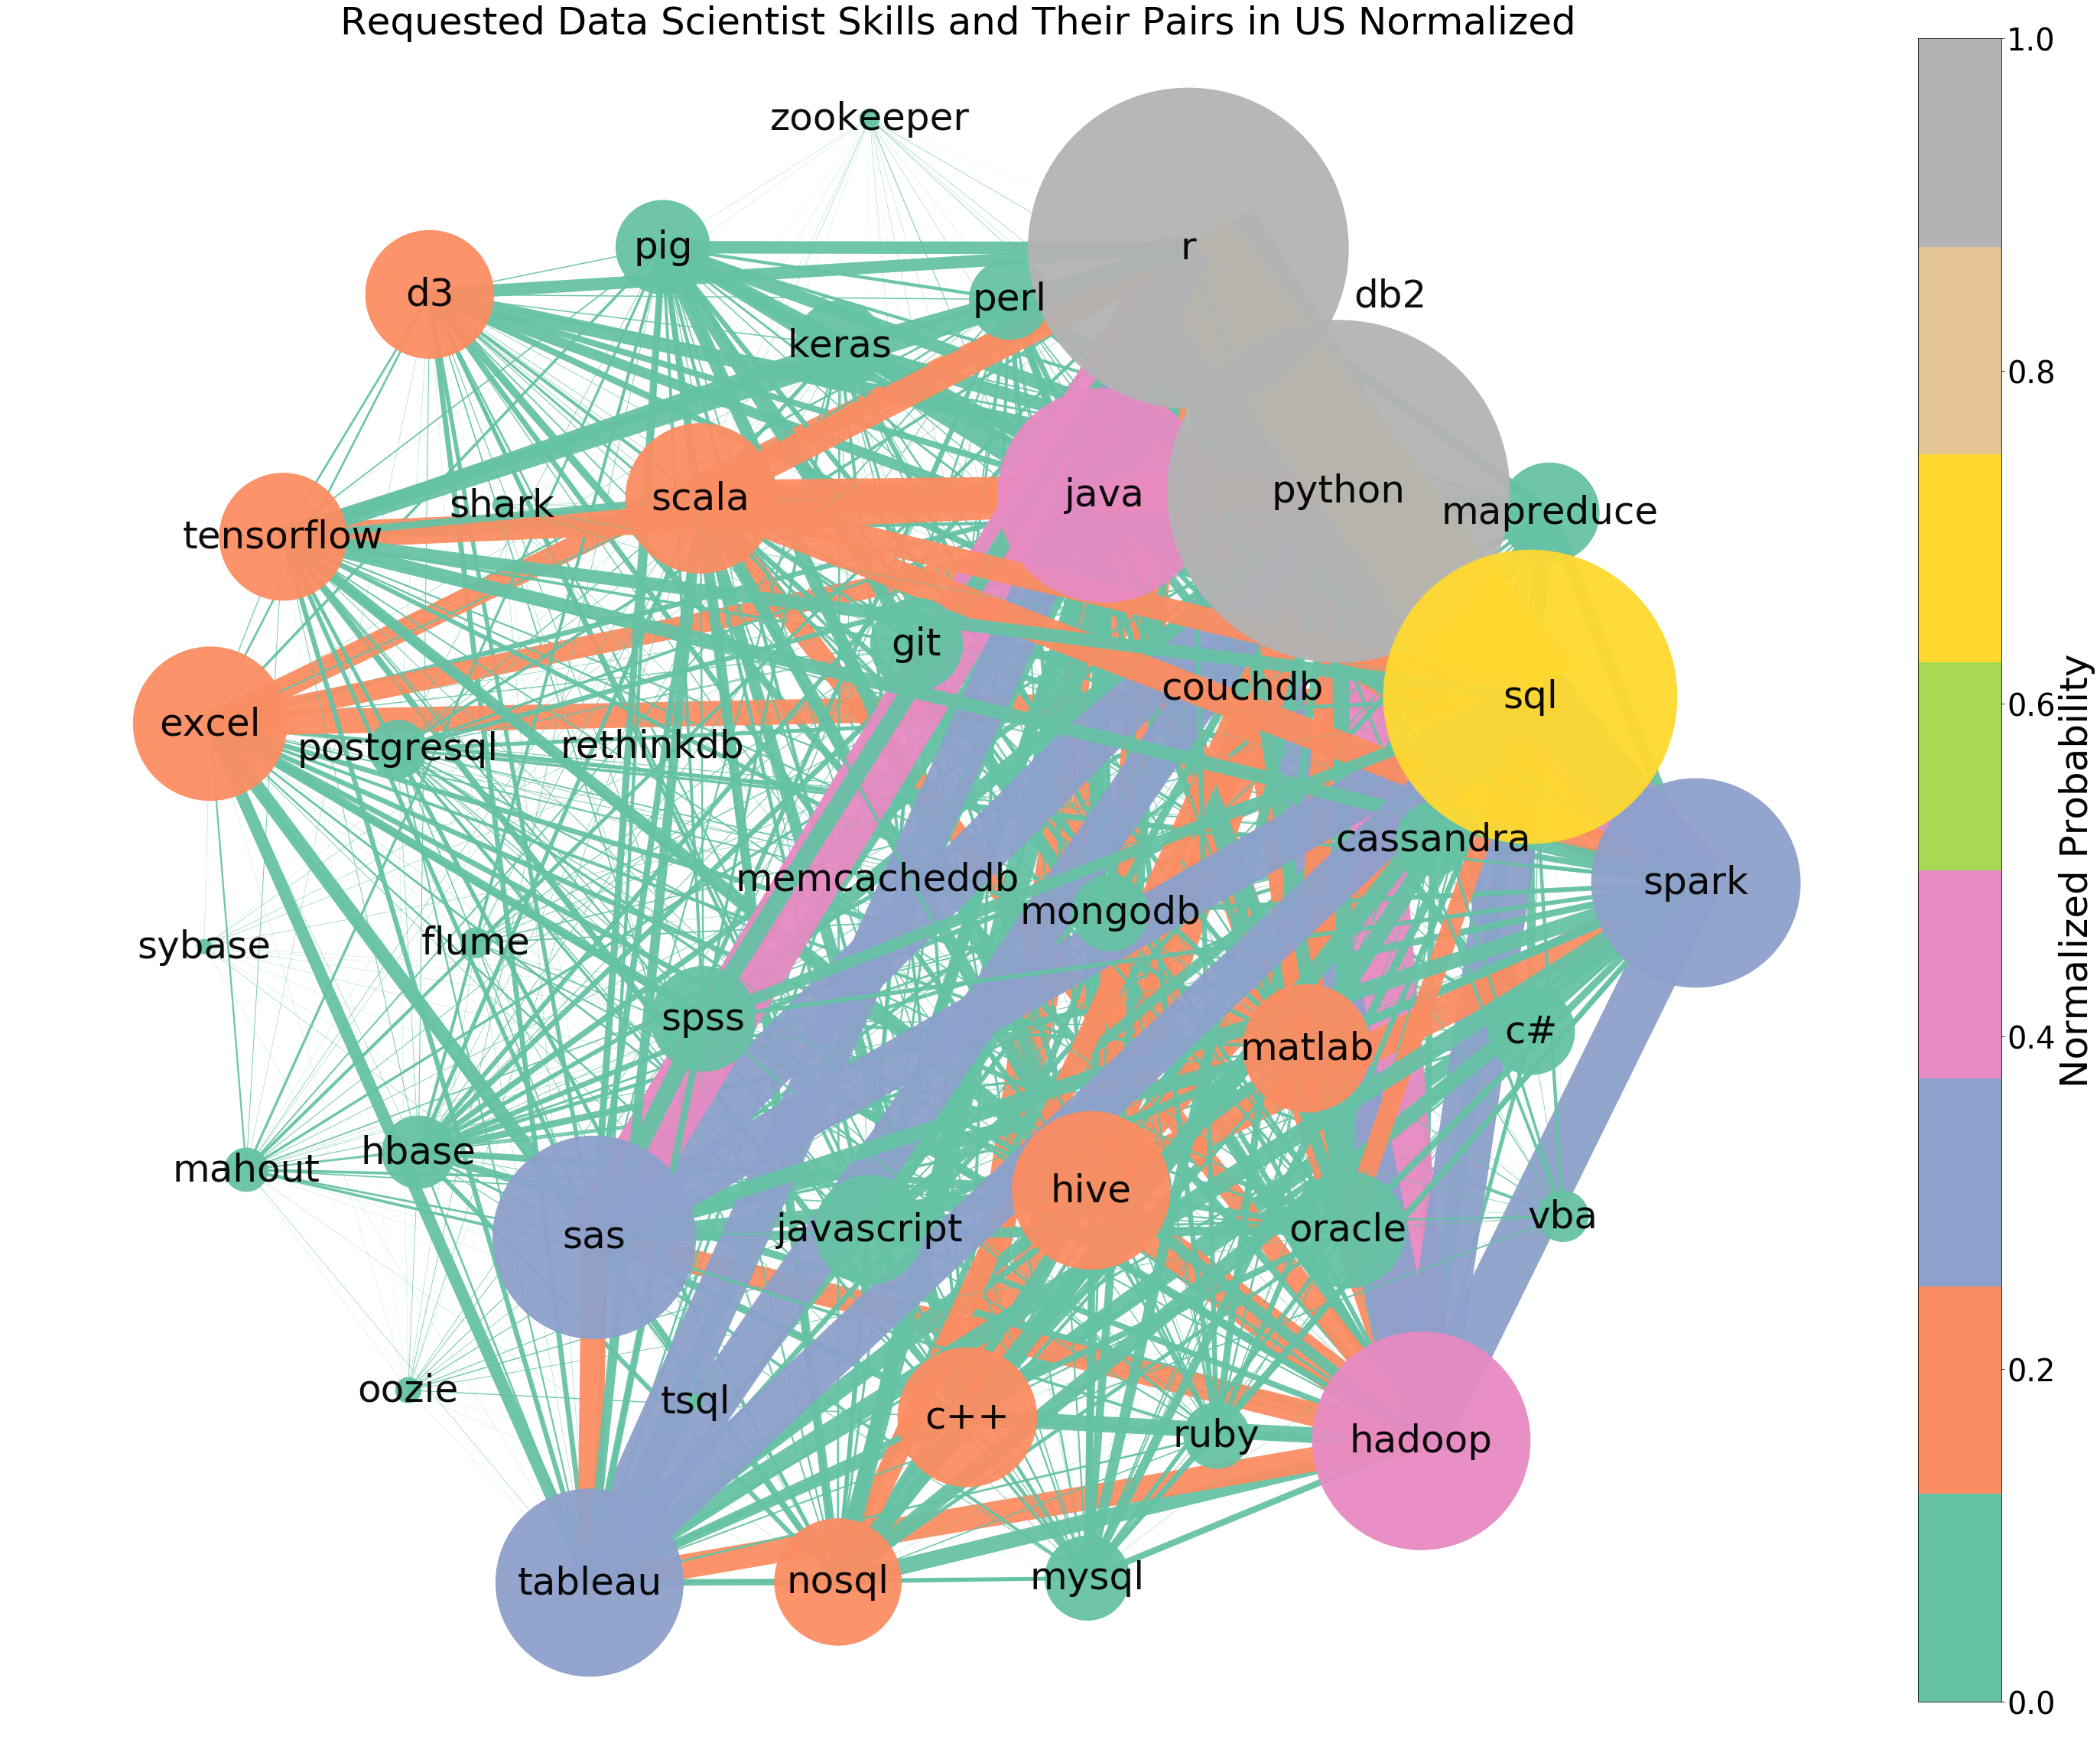 Requested Data Scientist Skills and Their Pairs in US Normalized
1.0
zookeeper
pig
r
d3
perl
db2
keras
0.8
scala
java
python
shark
mapreduce
tensorflow
git
couchdb
sql
0.6
excel
postgresql
rethinkdb
Normalized Probability
cassandra
memcacheddb
mongodb
spark
sybase
flume
spss
c#
matlab
0.4
hbase
mahout
hive
sas
javascript
oracle
vba
0.2
oozie
tsql
c++
ruby
hadoop
tableau
nosql
mysql
0.0